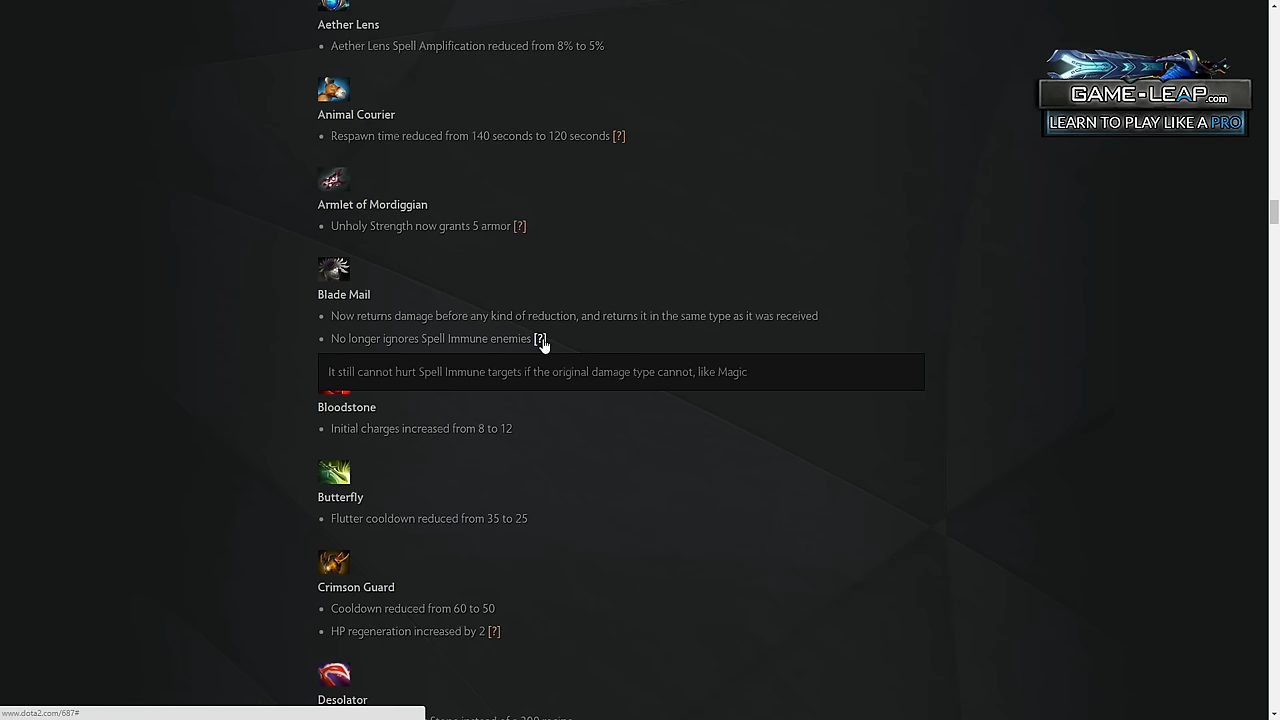 Aether Lens
Aether Lens Spell Amplification reduced from 8% to 5%
GAME-LEAP.com
LEARN TO PLAY LIKE A PRO
Animal Courier
Respawn time reduced from 140 seconds to 120 seconds [?]
Armlet of Mordiggian
Unholy Strength now grants 5 armor [?]
Blade Mail
Now returns damage before any kind of reduction, and returns it in the same type as it was received
No longer ignores Spell Immune enemies [?]
It still cannot hurt Spell Immune targets if the original damage type cannot, like Magic
Bloodstone
Initial charges increased from 8 to 12
Butterfly
Flutter cooldown reduced from 35 to 25
Crimson Guard
Cooldown reduced from 60 to 50
HP regeneration increased by 2 [?]
Desolator
www.dota2.com/687#